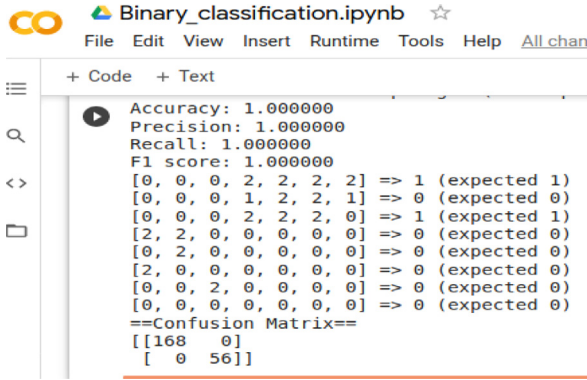 Binary_classification.ipynb
File Edit View Insert Runtime Tools Help All chan
+ Code + Text
Accuracy: 1.000000
Precision: 1.000000
Recall: 1.000000
F1 score: 1.000000
[0, 0, 0, 2, 2, 2, 2] => 1 (expected 1)
[0, 0, 0, 1, 2, 2, 1] => 0 (expected 0)
[0, 0, 0, 2, 2, 2, 0] => 1 (expected 1)
[2, 2, 0, 0, 0, 0, 0] => 0 (expected 0)
[0, 2, 0, 0, 0, 0, 0] => 0 (expected 0)
[2, 0, 0, 0, 0, 0, 0] => 0 (expected 0)
[0, 0, 2, 0, 0, 0, 0] => 0 (expected 0)
[0, 0, 0, 0, 0, 0, 0] => 0 (expected 0)
==Confusion Matrix==
[[168 0]
[ 0 56]]